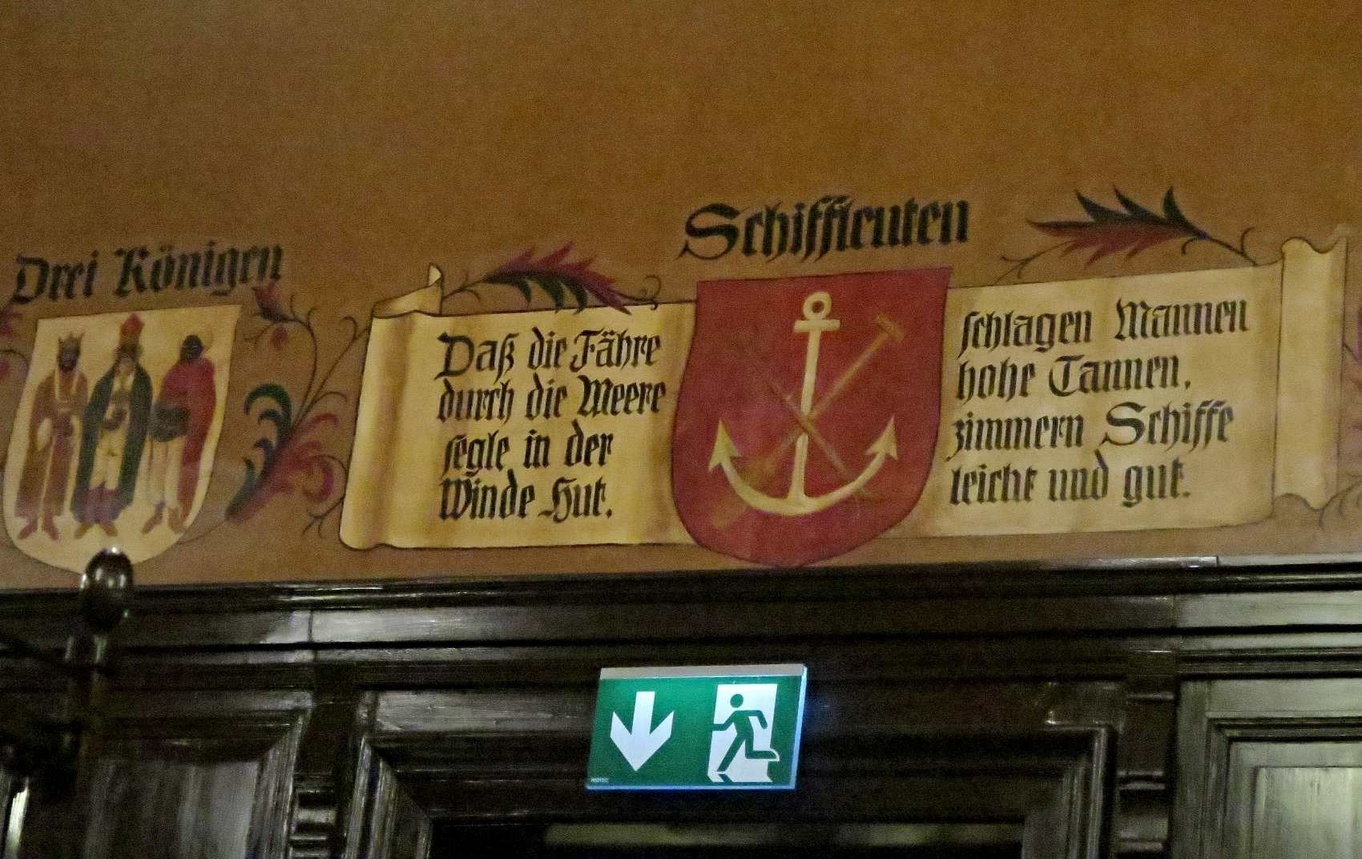 Drei Königen
Schiffleuten
Daß die Fähre
durch die Meere
segle in der
Winde Hut.
schlagen Mannen
hohe Tannen,
zimmern Schiffe
leicht und gut.